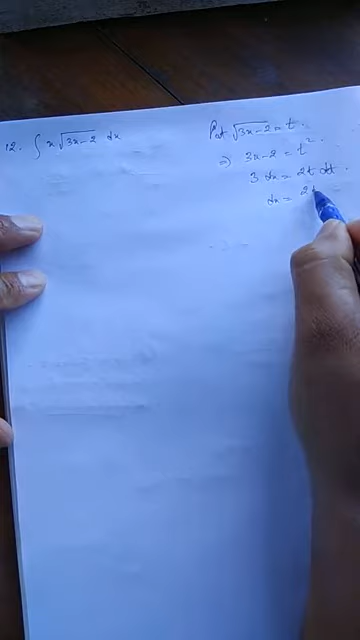 12. ∫ x √3x-2 dx
Put √3x-2 = t.
⇒ 3x-2 = t².
3 dx = 2t dt.
dx = 2t